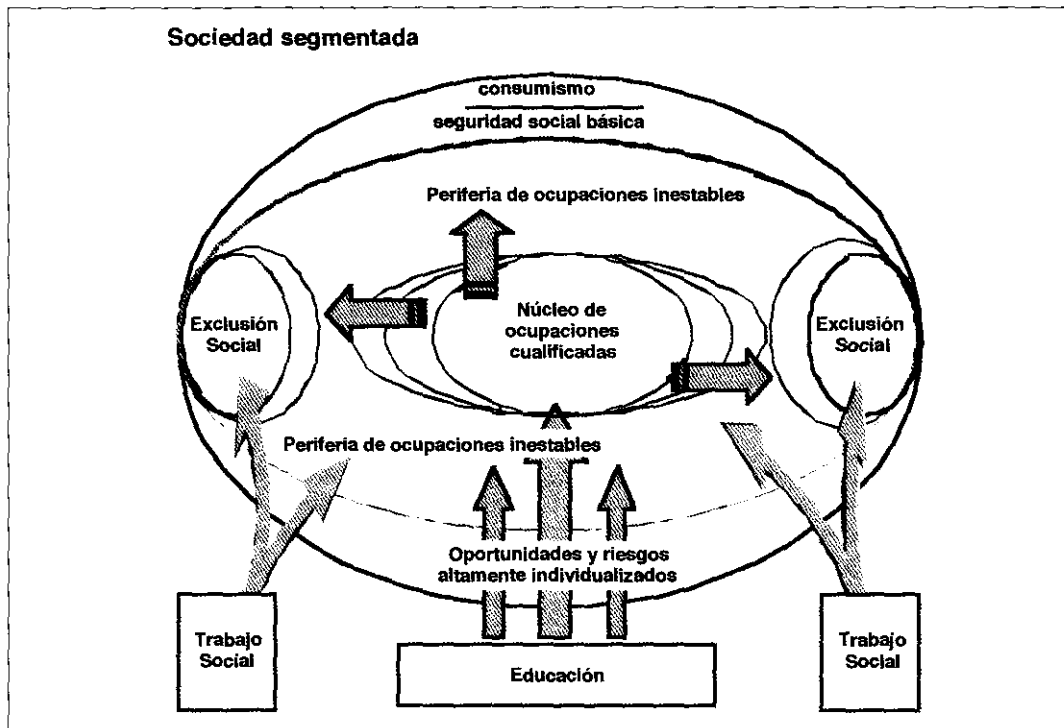 Sociedad segmentada
consumismo
seguridad social básica
Periferia de ocupaciones inestables
Exclusión
Social
Núcleo de
ocupaciones
cualificadas
Exclusión
Social
Periferia de ocupaciones inestables
Oportunidades y riesgos
altamente individualizados
Trabajo
Social
Educación
Trabajo
Social